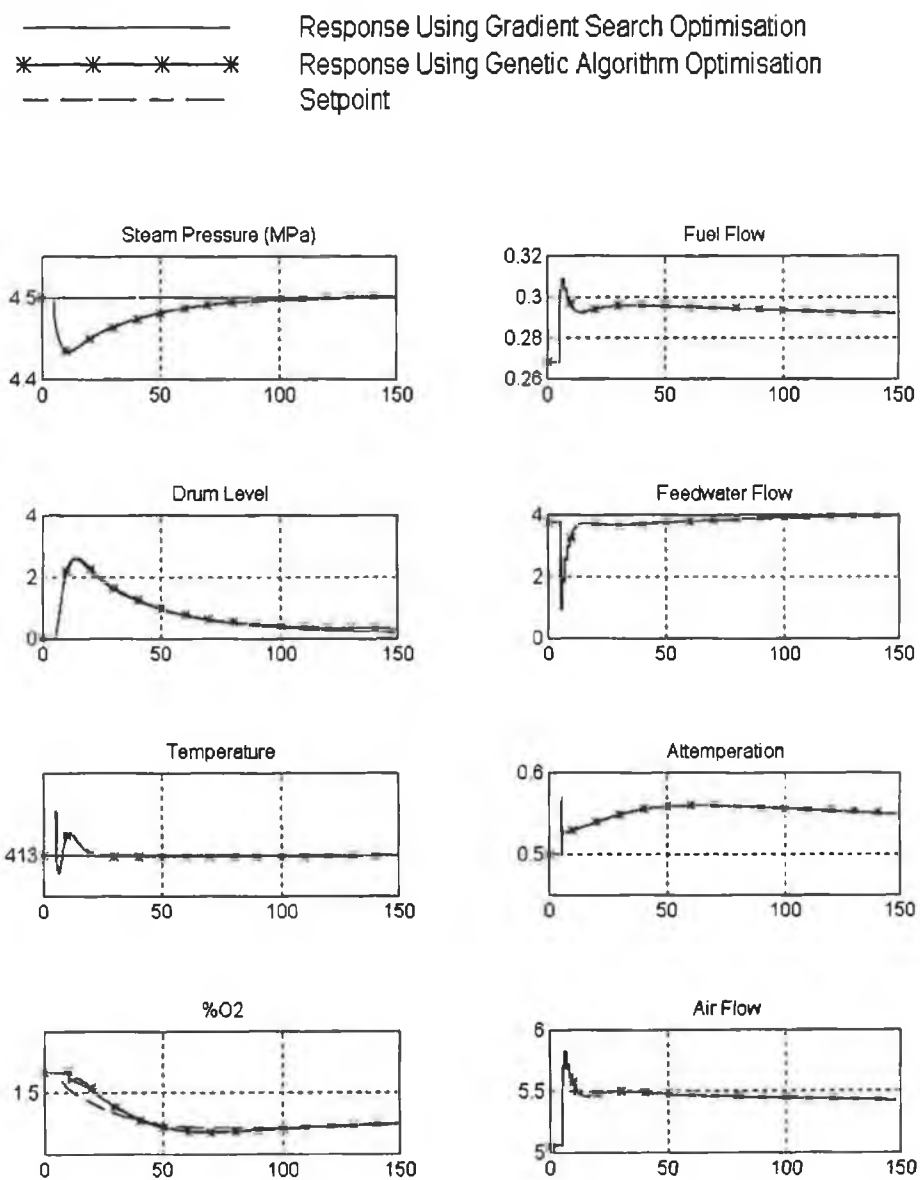 Response Using Gradient Search Optimisation
Response Using Genetic Algorithm Optimisation
Setpoint
Steam Pressure (MPa)
4.5
4.4
0 50 100 150
Fuel Flow
0.32
0.3
0.28
0.26
0 50 100 150
Drum Level
4
2
0
0 50 100 150
Feedwater Flow
4
2
0
0 50 100 150
Temperature
413
0 50 100 150
Attemperation
0.6
0.5
0 50 100 150
%O2
1.5
0 50 100 150
Air Flow
6
5.5
5
0 50 100 150